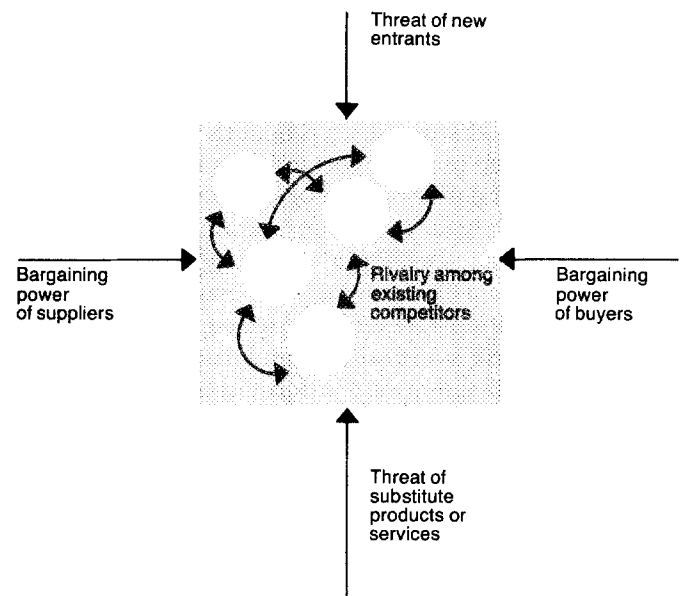 Threat of new
entrants
Bargaining
power
of suppliers
Rivalry among
existing
competitors
Bargaining
power
of buyers
Threat of
substitute
products or
services